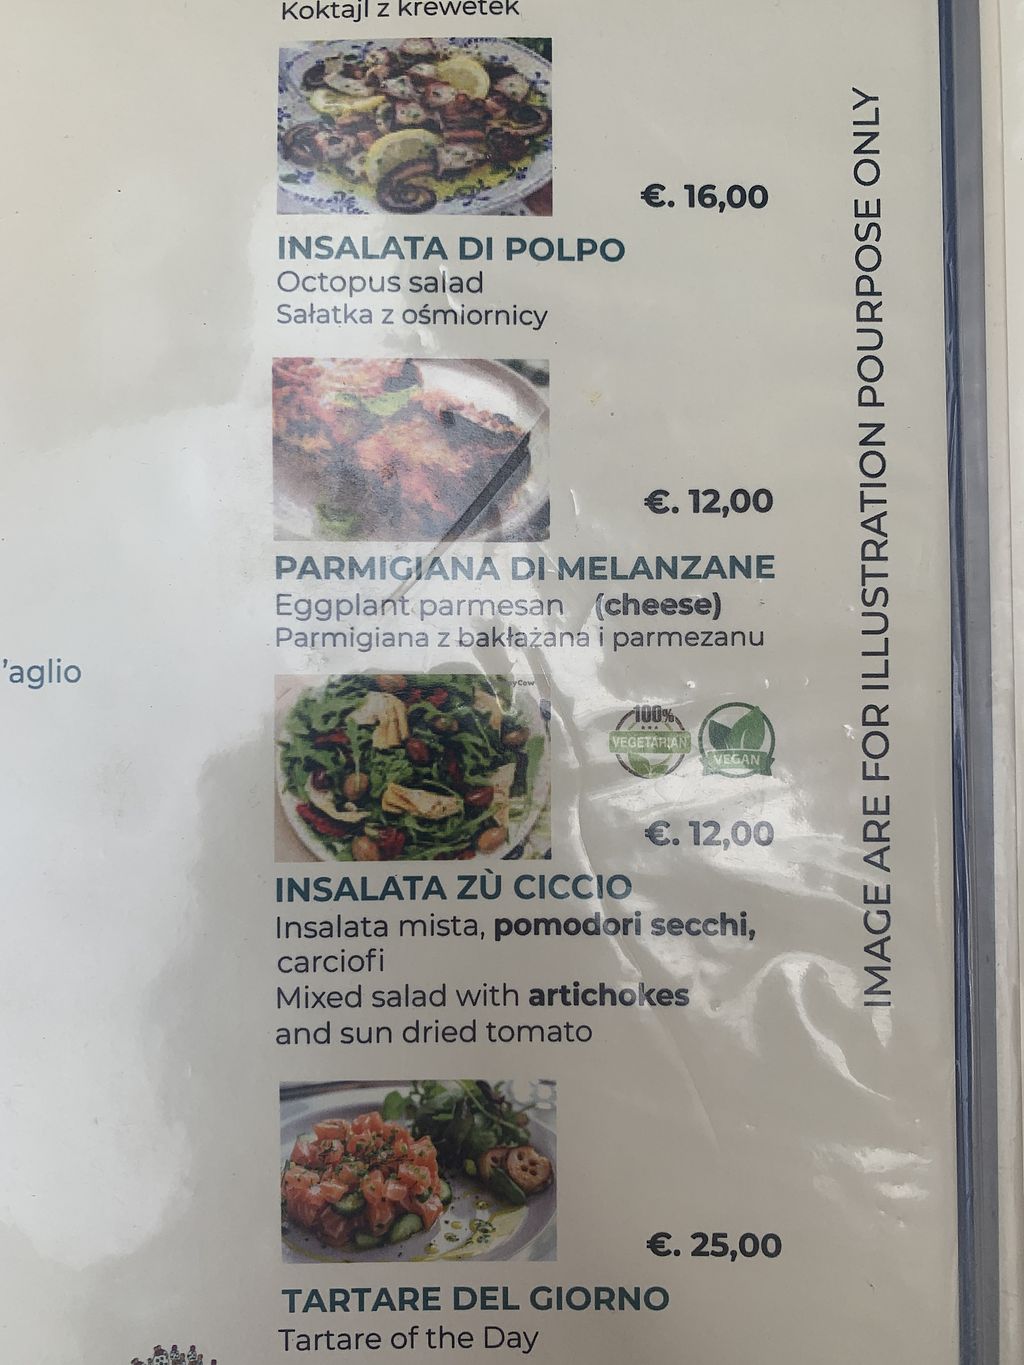 Koktajl z krewetek
€. 16,00
INSALATA DI POLPO
Octopus salad
Sałatka z ośmiornicy
€. 12,00
PARMIGIANA DI MELANZANE
Eggplant parmesan (cheese)
Parmigiana z bakłażana i parmezanu
'aglio
100%
VEGETARIAN
VEGAN
€. 12,00
INSALATA ZÙ CICCIO
Insalata mista, pomodori secchi,
carciofi
Mixed salad with artichokes
and sun dried tomato
€. 25,00
TARTARE DEL GIORNO
Tartare of the Day
IMAGE ARE FOR ILLUSTRATION POURPOSE ONLY